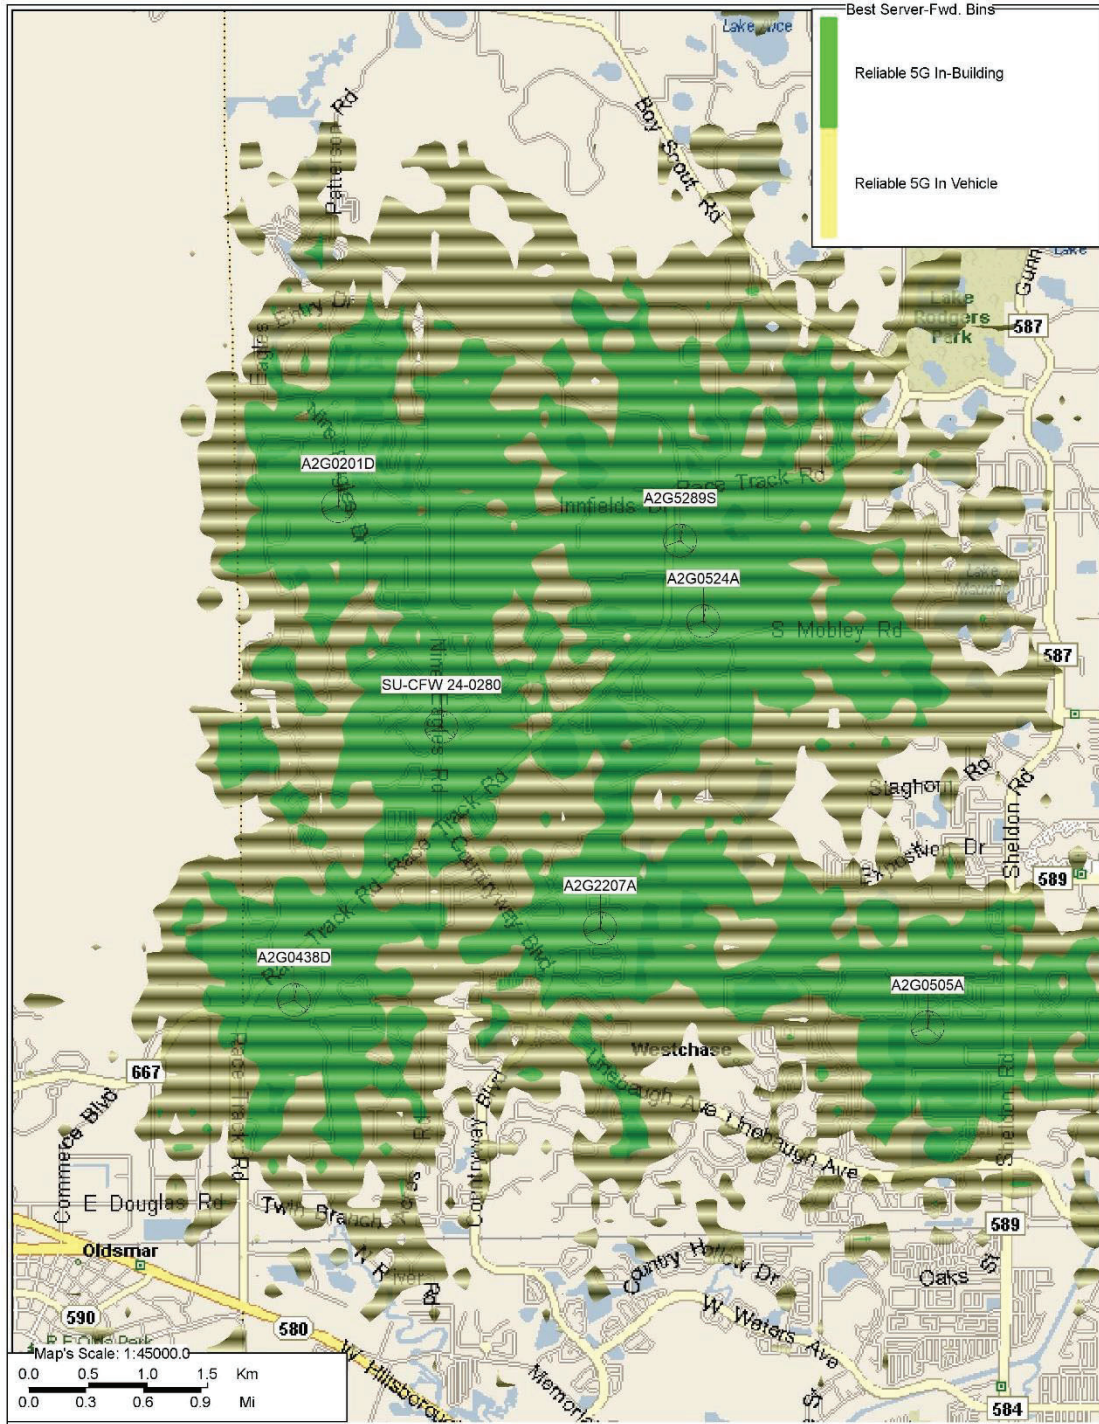 Best Server-Fwd. Bins
Reliable 5G In-Building
Reliable 5G In Vehicle
Patterson Rd
Boy Scout Rd
Lake
Gunn
Lake
Rodgers
Park
587
Eagles Entry Dr
Nine Eagles Dr
A2G0201D
Race Track Rd
A2G5289S
Innfields Dr
A2G0524A
S Mobley Rd
587
SU-CFW 24-0280
Nine Eagles Rd
Race Track Rd
Race Track Rd
Countryway Blvd
Sheldon Rd
589
A2G2207A
A2G0438D
A2G0505A
Westchase
667
Race Track Rd
Linebaugh Ave
Linebaugh Ave
Sheldon Rd
Commerce Blvd
Countryway Blvd
E Douglas Rd
Twin Branch
589
Oldsmar
N River
Rd
Country Hollow Dr
Oaks
590
580
W Waters Ave
W Hillsborough
Memorial
584
Map's Scale: 1:45000.0
0.0 0.5 1.0 1.5 Km
0.0 0.3 0.6 0.9 Mi